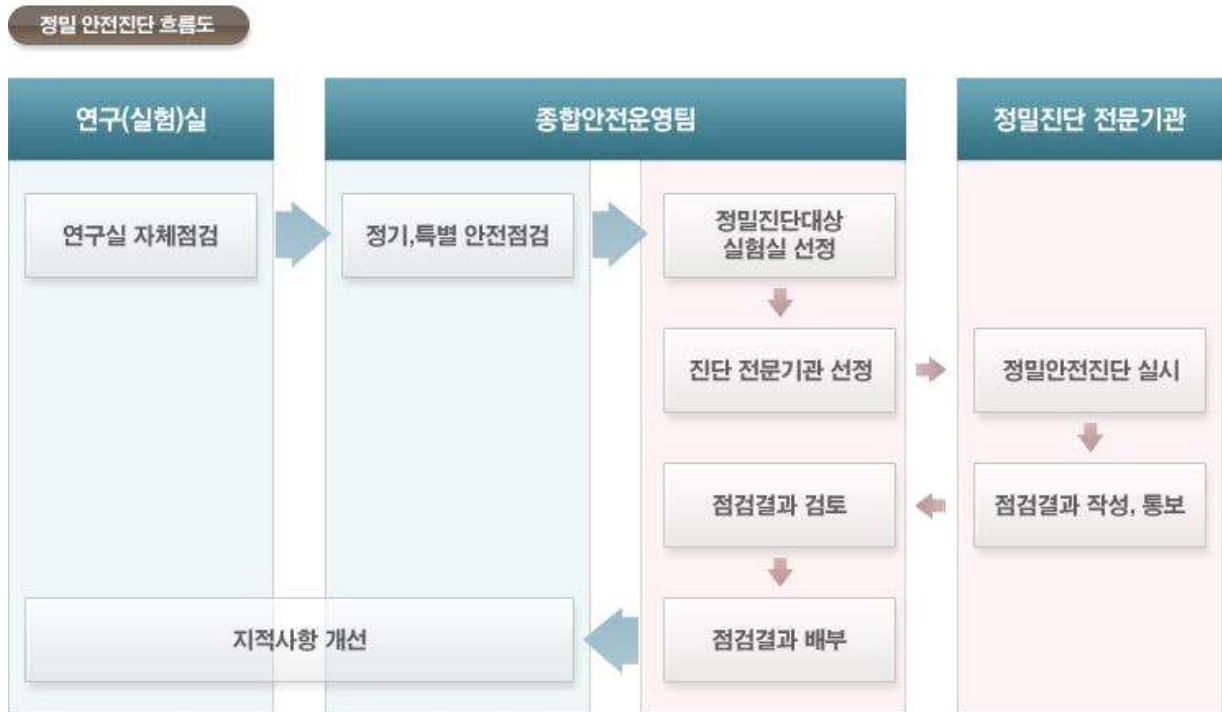 정밀 안전진단 흐름도
연구(실험)실
종합안전운영팀
정밀진단 전문기관
연구실 자체점검
정기,특별 안전점검
정밀진단대상
실험실 선정
진단 전문기관 선정
정밀안전진단 실시
점검결과 검토
점검결과 작성, 통보
지적사항 개선
점검결과 배부